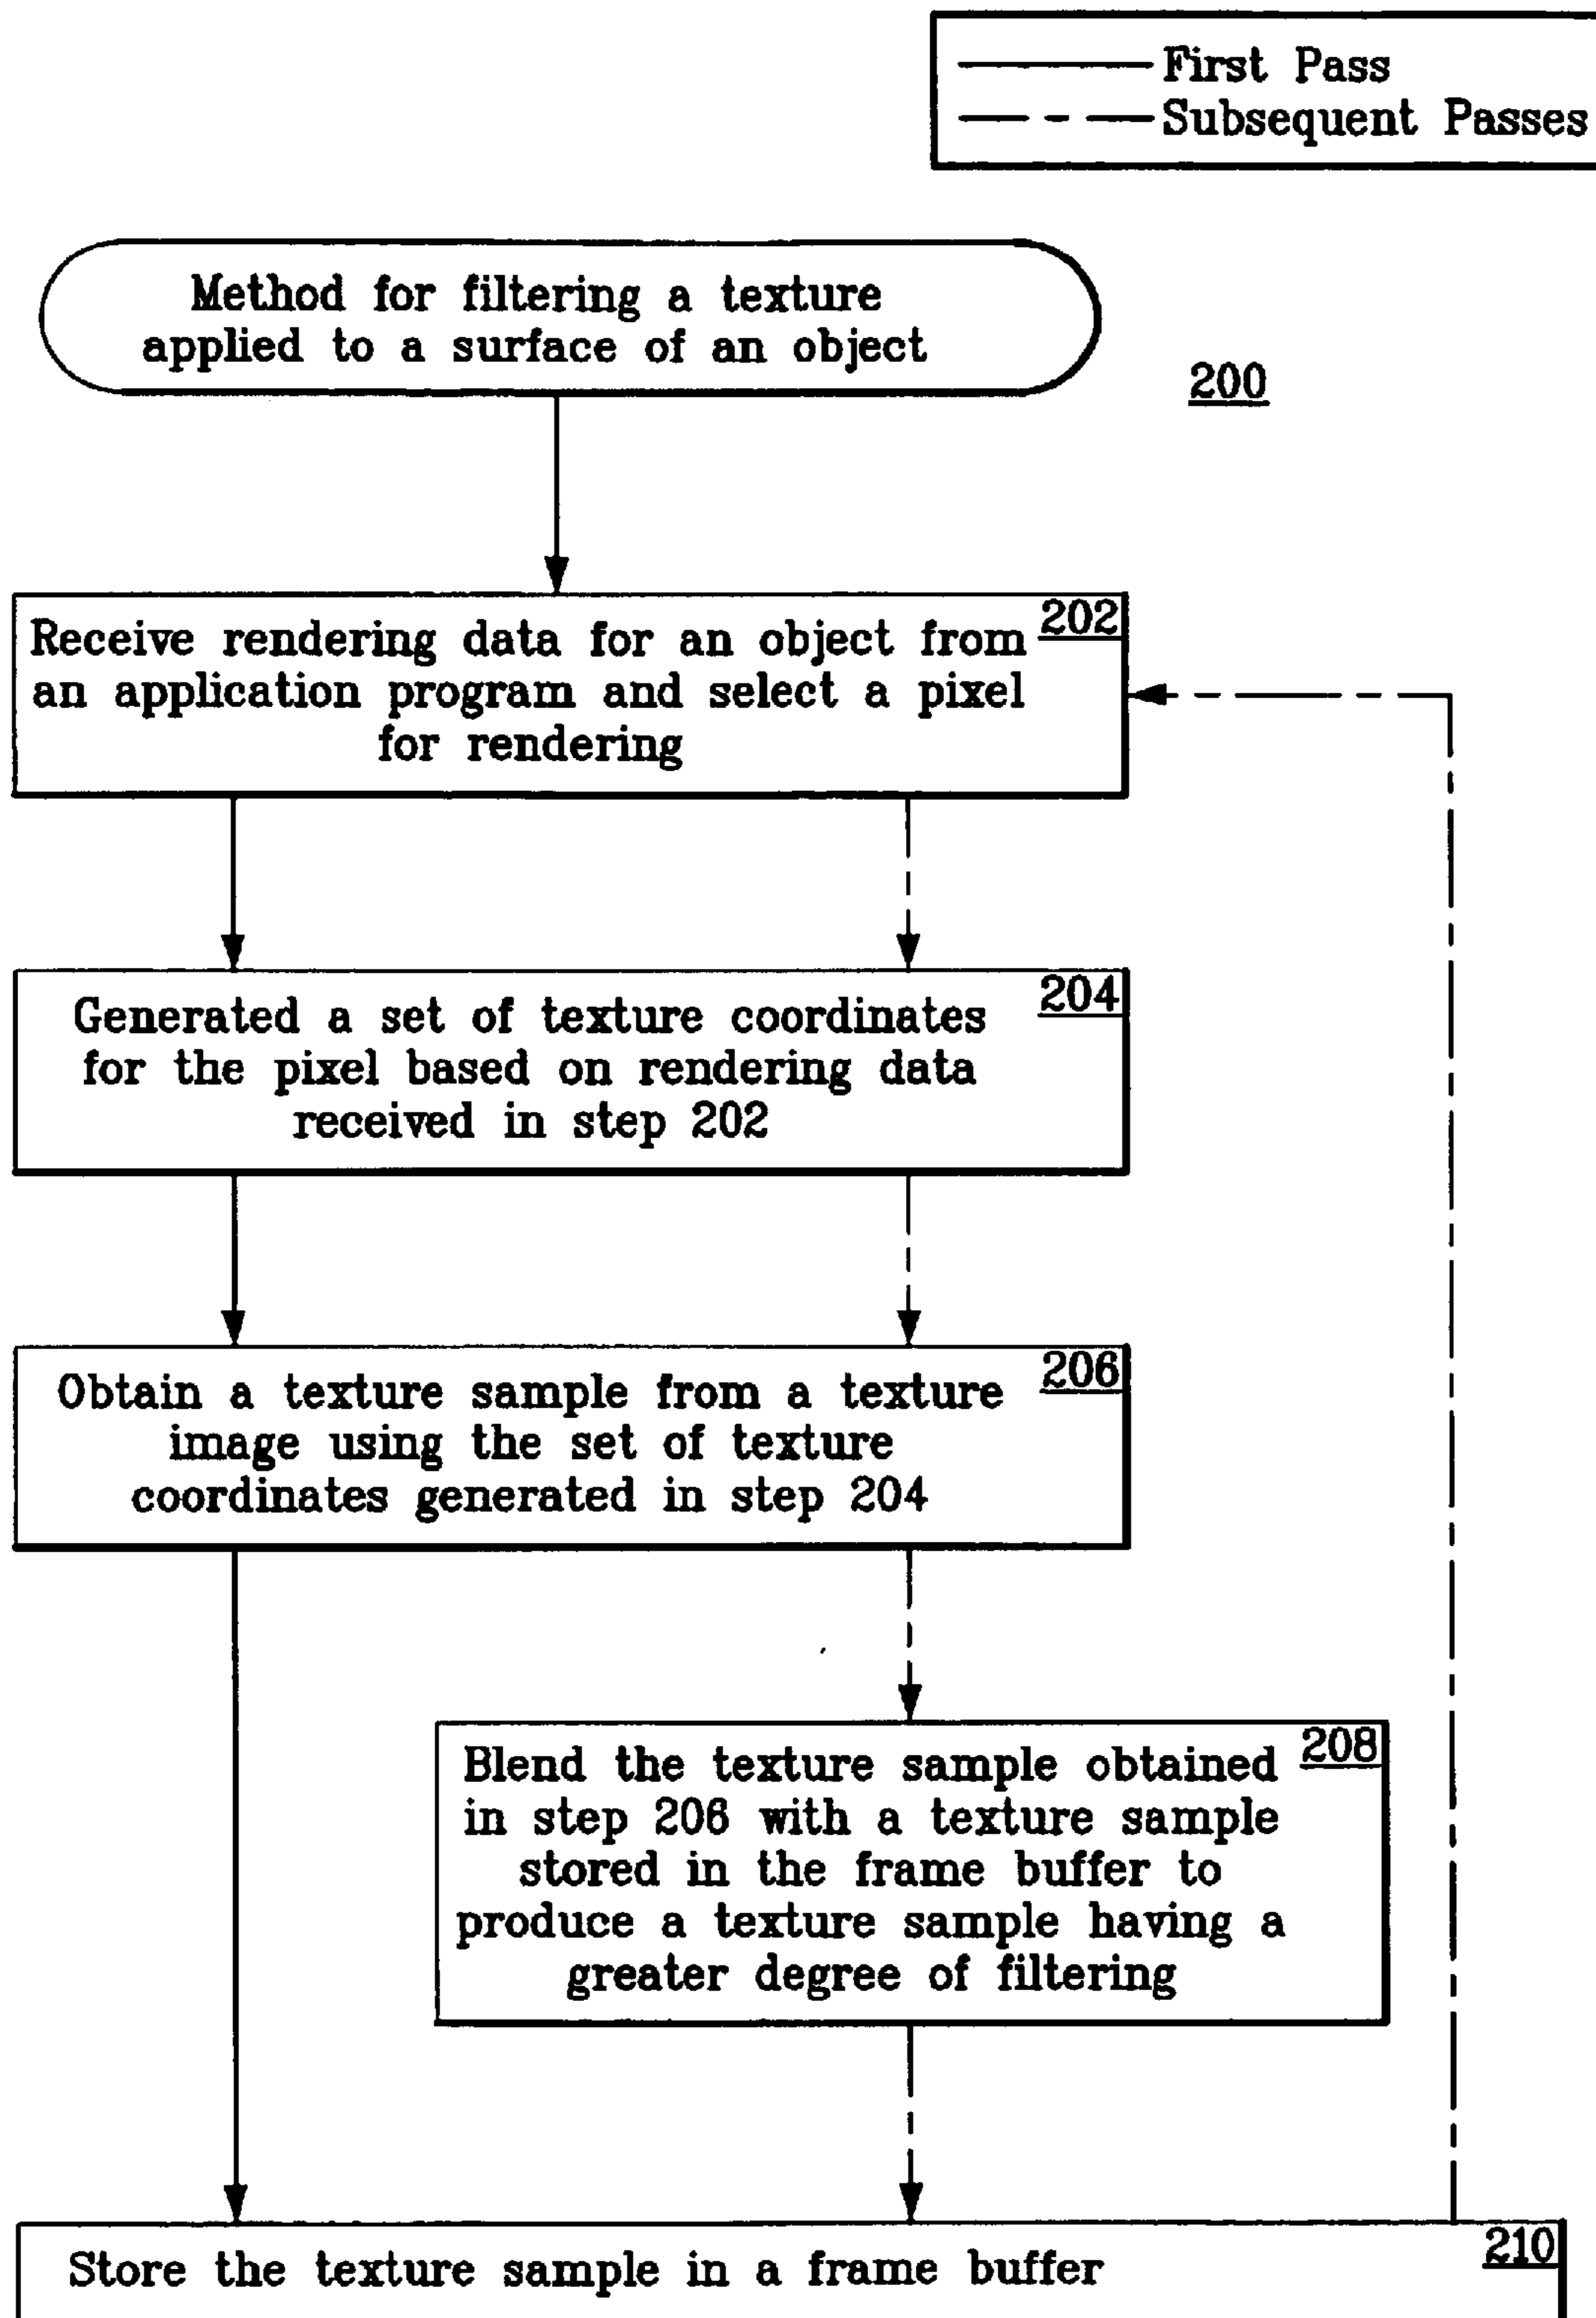 First Pass
Subsequent Passes
Method for filtering a texture
applied to a surface of an object
200
202
Receive rendering data for an object from
an application program and select a pixel
for rendering
204
Generated a set of texture coordinates
for the pixel based on rendering data
received in step 202
206
Obtain a texture sample from a texture
image using the set of texture
coordinates generated in step 204
208
Blend the texture sample obtained
in step 206 with a texture sample
stored in the frame buffer to
produce a texture sample having a
greater degree of filtering
210
Store the texture sample in a frame buffer